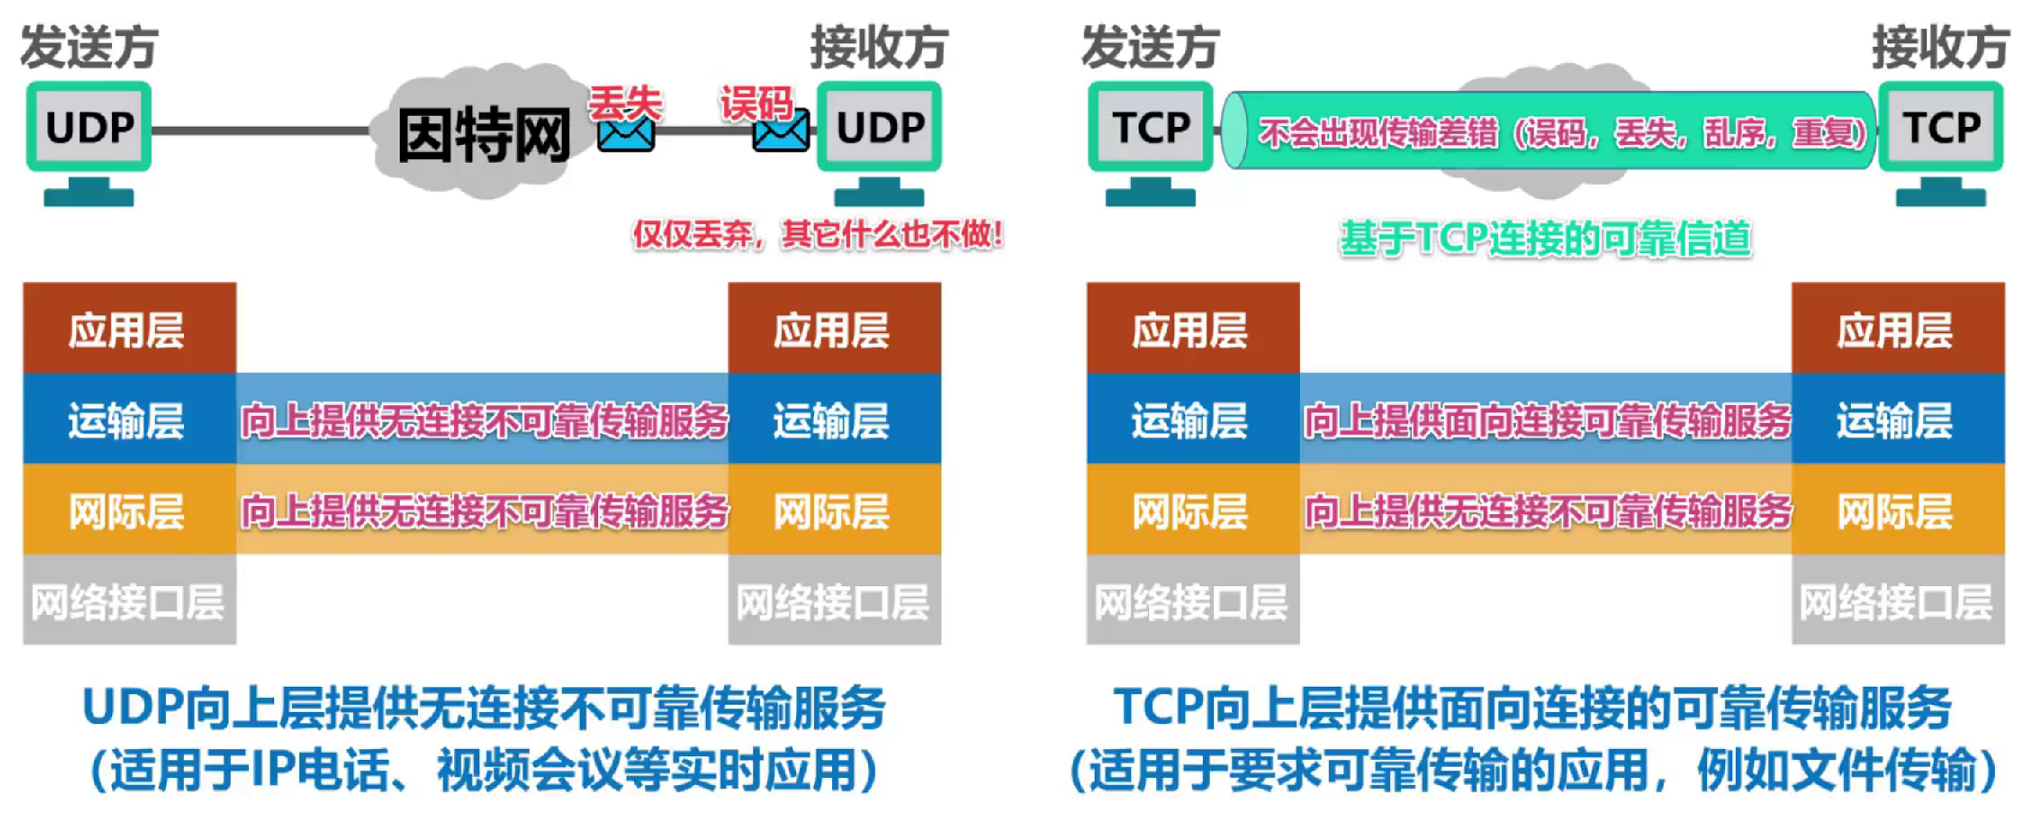 发送方
接收方
UDP
因特网
丢失
误码
UDP
仅仅丢弃，其它什么也不做！
应用层
应用层
运输层
向上提供无连接不可靠传输服务
运输层
网际层
向上提供无连接不可靠传输服务
网际层
网络接口层
网络接口层
UDP向上层提供无连接不可靠传输服务
（适用于IP电话、视频会议等实时应用）
发送方
接收方
TCP
不会出现传输差错（误码，丢失，乱序，重复）
TCP
基于TCP连接的可靠信道
应用层
应用层
运输层
向上提供面向连接可靠传输服务
运输层
网际层
向上提供无连接不可靠传输服务
网际层
网络接口层
网络接口层
TCP向上层提供面向连接的可靠传输服务
（适用于要求可靠传输的应用，例如文件传输）